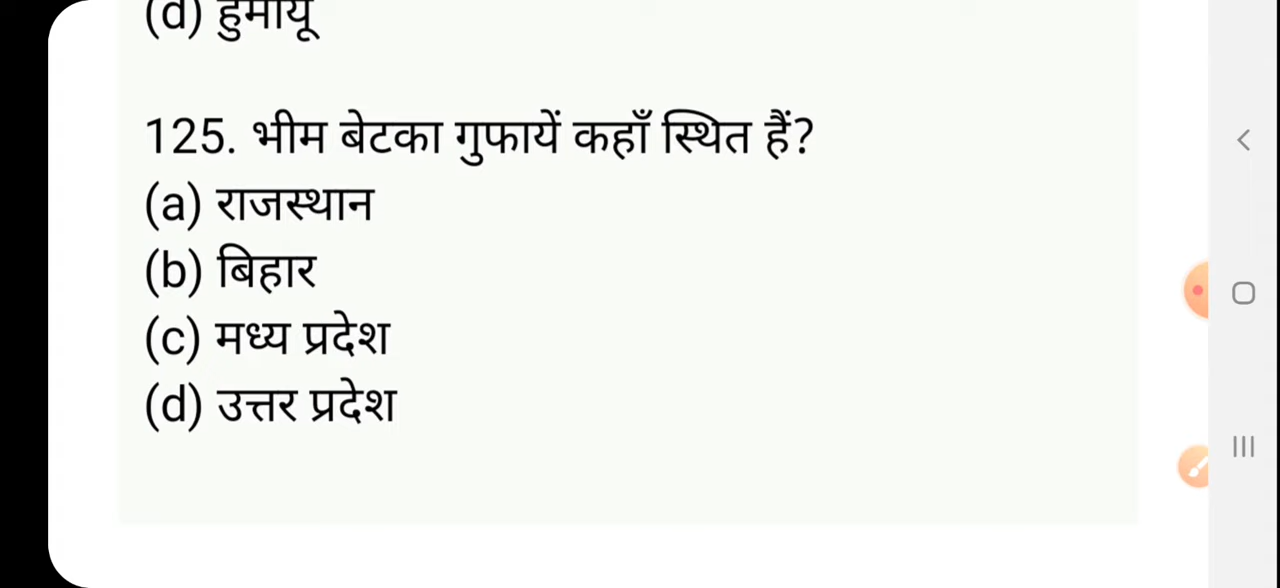 (d) हुमायू
125. भीम बेटका गुफायें कहाँ स्थित हैं?
(a) राजस्थान
(b) बिहार
(c) मध्य प्रदेश
(d) उत्तर प्रदेश